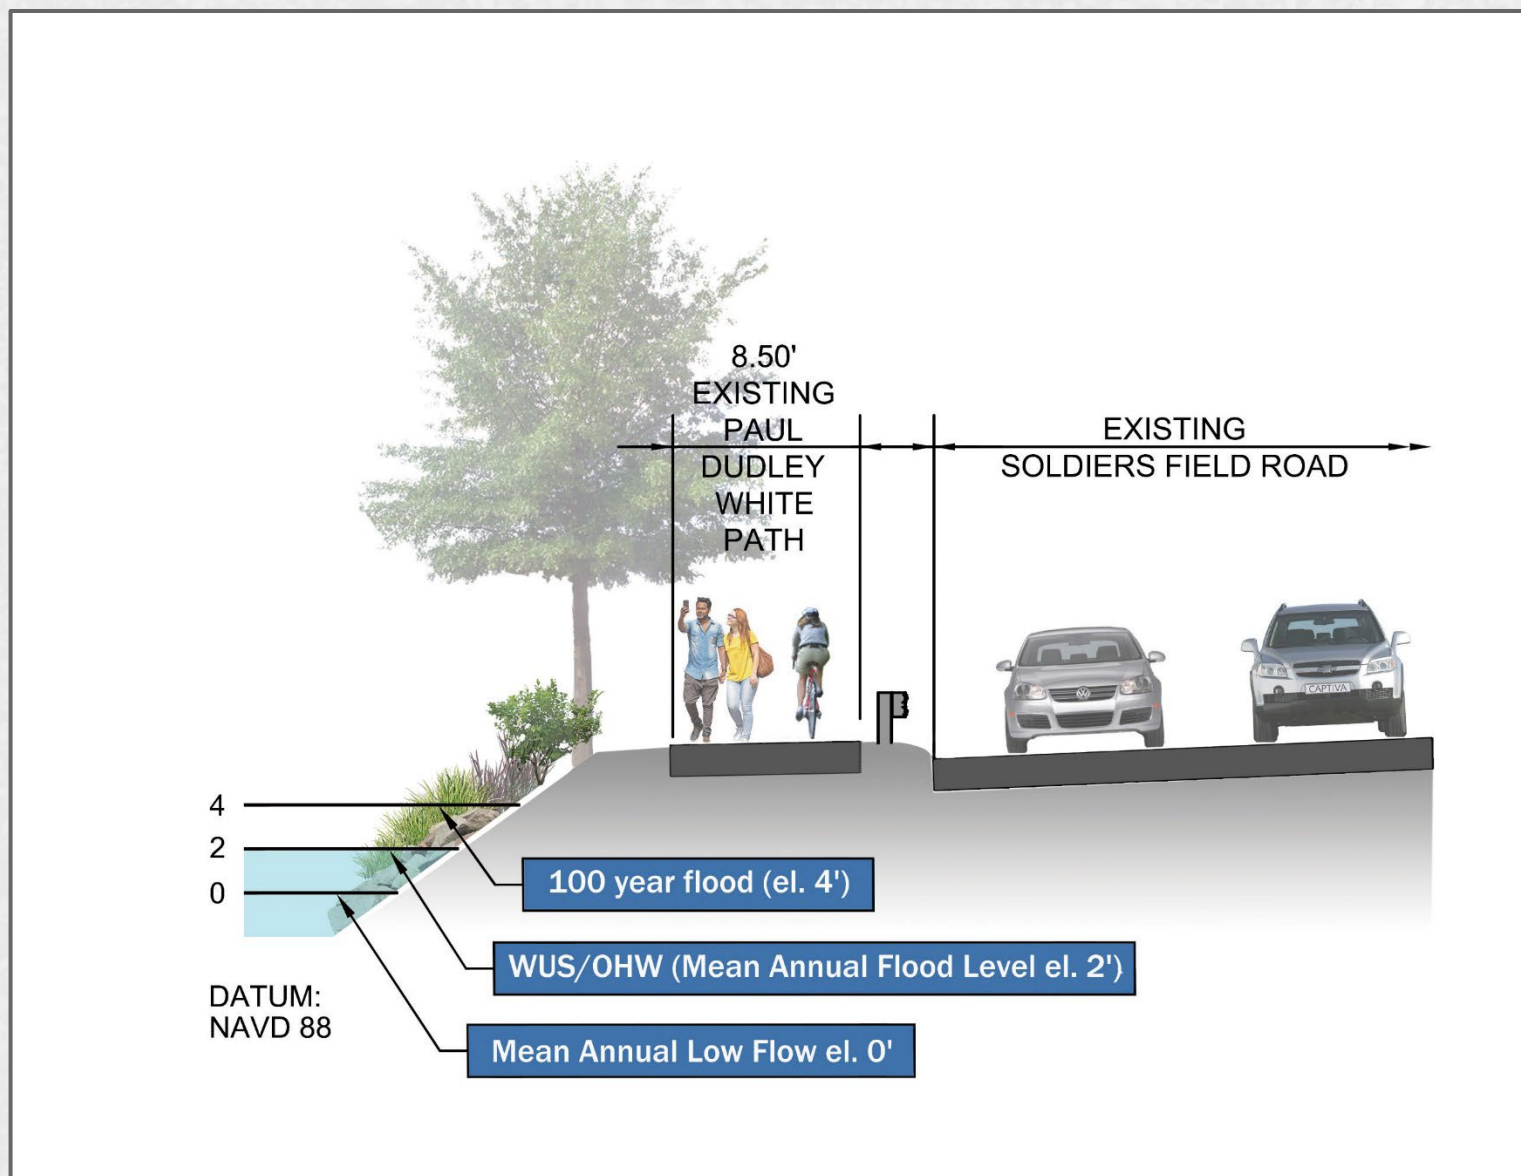 8.50'
EXISTING
PAUL
DUDLEY
WHITE
PATH
EXISTING
SOLDIERS FIELD ROAD
CAPTIVA
4
2
0
100 year flood (el. 4')
WUS/OHW (Mean Annual Flood Level el. 2')
DATUM:
NAVD 88
Mean Annual Low Flow el. 0'